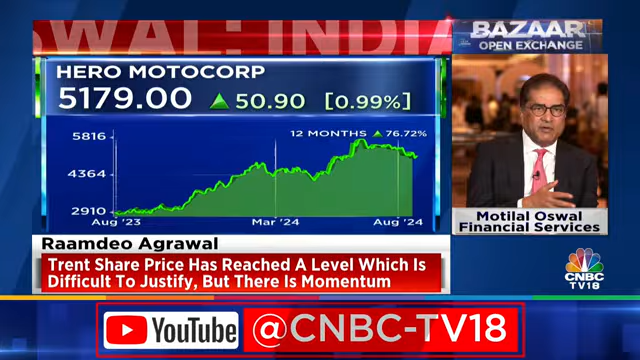 SWAL: INDIA
BAZAAR
OPEN EXCHANGE
HERO MOTOCORP
5179.00 ▲ 50.90 [0.99%]
12 MONTHS ▲ 76.72%
5816
4364
2910
Aug '23
Mar '24
Aug '24
Motilal Oswal
Financial Services
Raamdeo Agrawal
Trent Share Price Has Reached A Level Which Is
Difficult To Justify, But There Is Momentum
CNBC
TV18
YouTube @CNBC-TV18